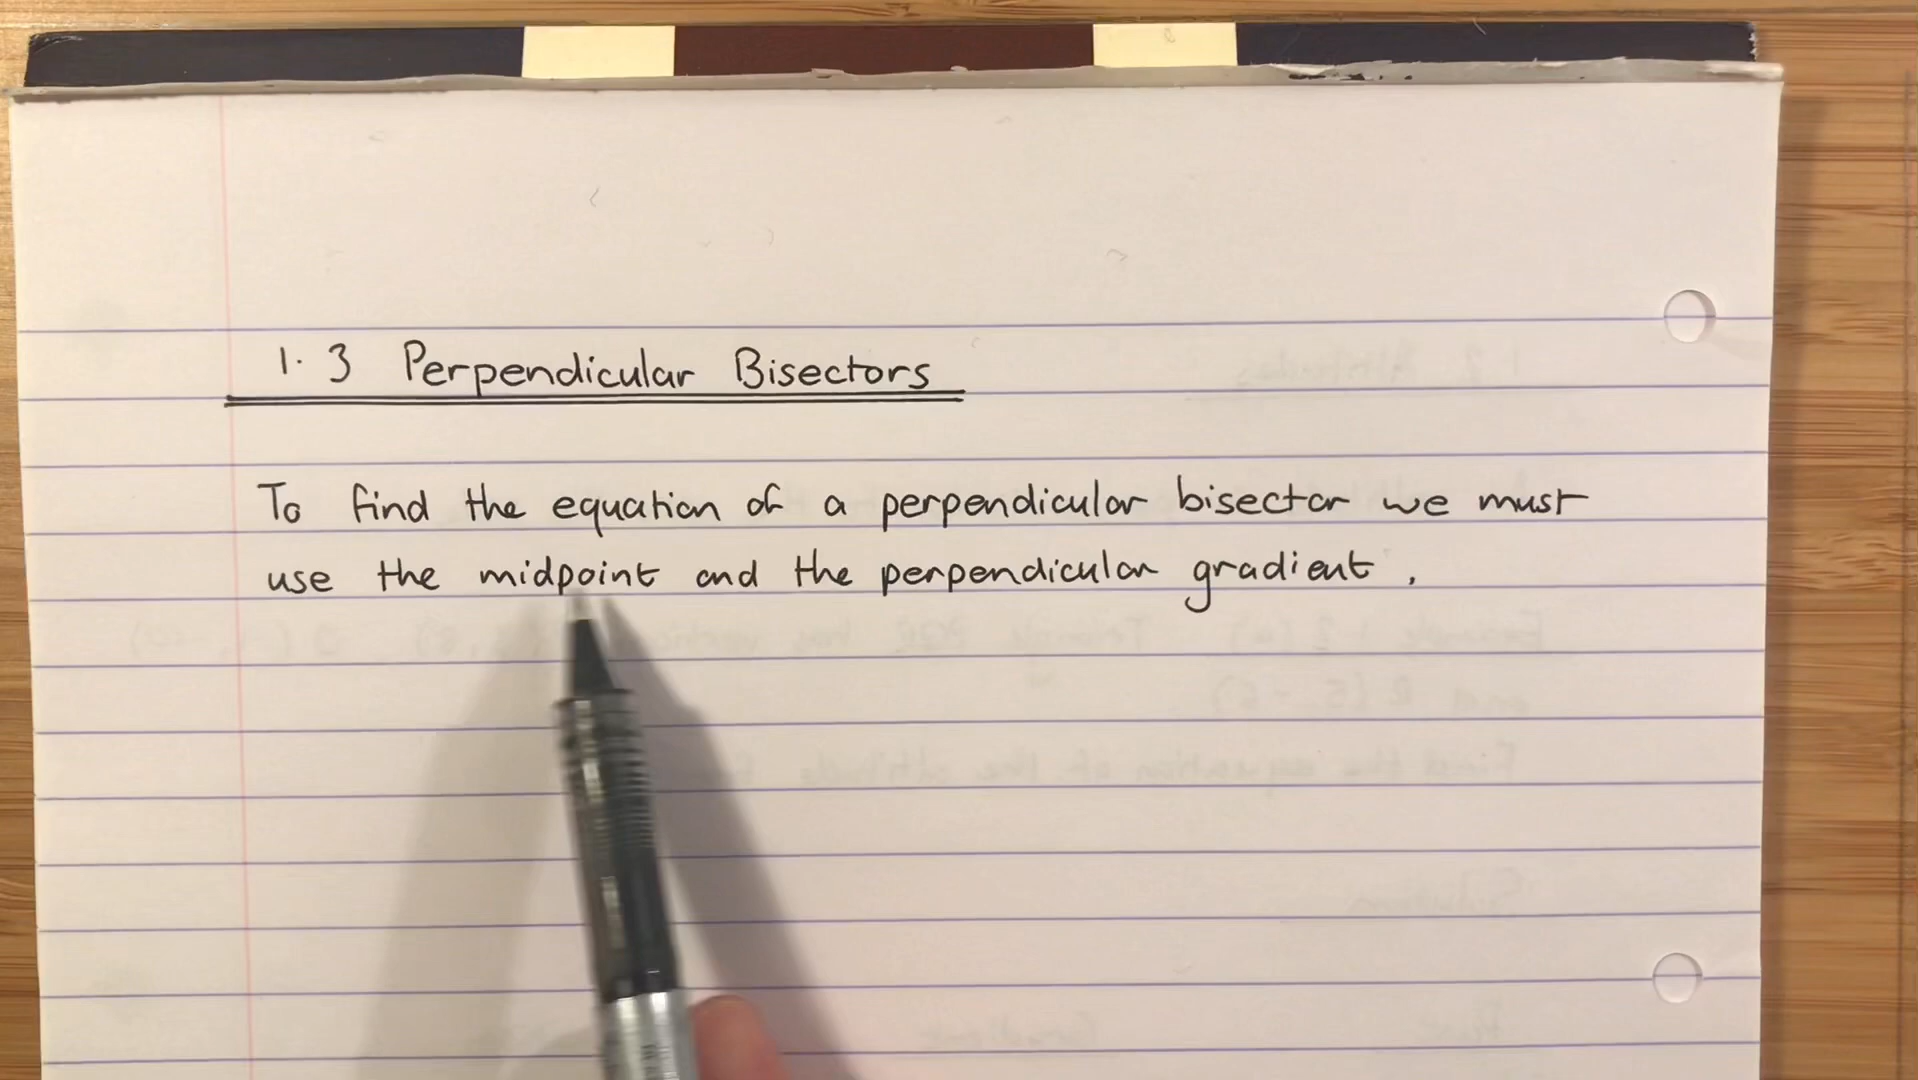 1.3 Perpendicular Bisectors
To find the equation of a perpendicular bisector we must
use the midpoint and the perpendicular gradient.